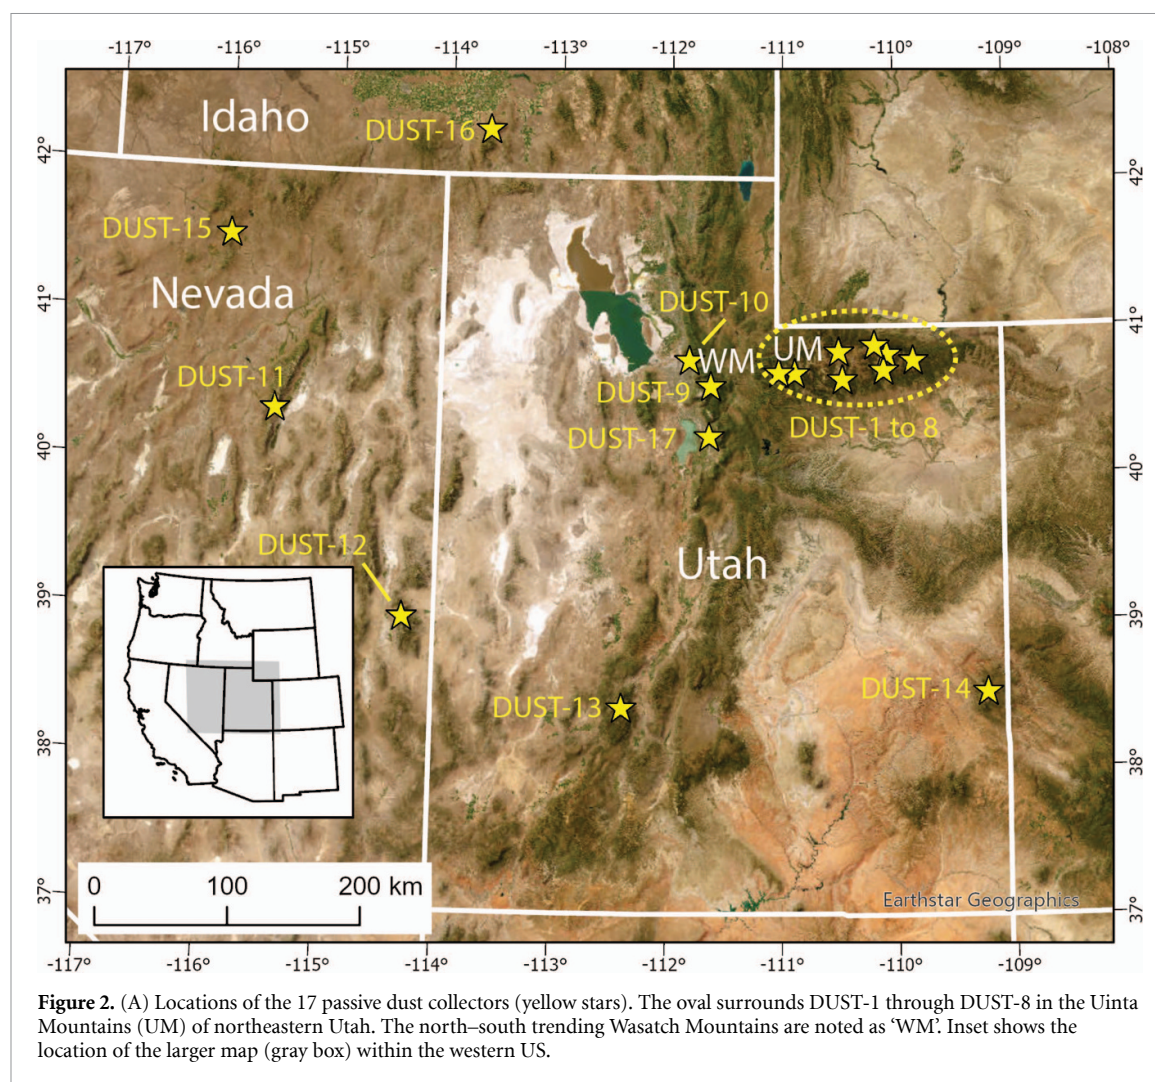 -117° -116° -115° -114° -113° -112° -111° -110° -109° -108°
Idaho
DUST-16
42°
42°
DUST-15
Nevada
41°
41°
DUST-10
WM
UM
DUST-11
DUST-9
DUST-1 to 8
DUST-17
40°
40°
DUST-12
Utah
39°
39°
DUST-14
DUST-13
38°
38°
0 100 200 km
37°
37°
Earthstar Geographics
-117° -116° -115° -114° -113° -112° -111° -110° -109°
Figure 2. (A) Locations of the 17 passive dust collectors (yellow stars). The oval surrounds DUST-1 through DUST-8 in the Uinta
Mountains (UM) of northeastern Utah. The north–south trending Wasatch Mountains are noted as ‘WM’. Inset shows the
location of the larger map (gray box) within the western US.